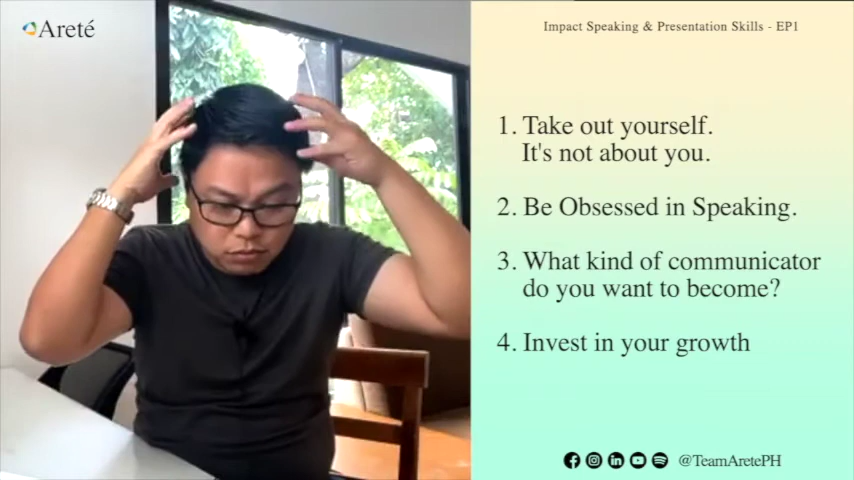 Areté
Impact Speaking & Presentation Skills - EP1
1. Take out yourself.
It's not about you.
2. Be Obsessed in Speaking.
3. What kind of communicator
do you want to become?
4. Invest in your growth
@TeamAretePH